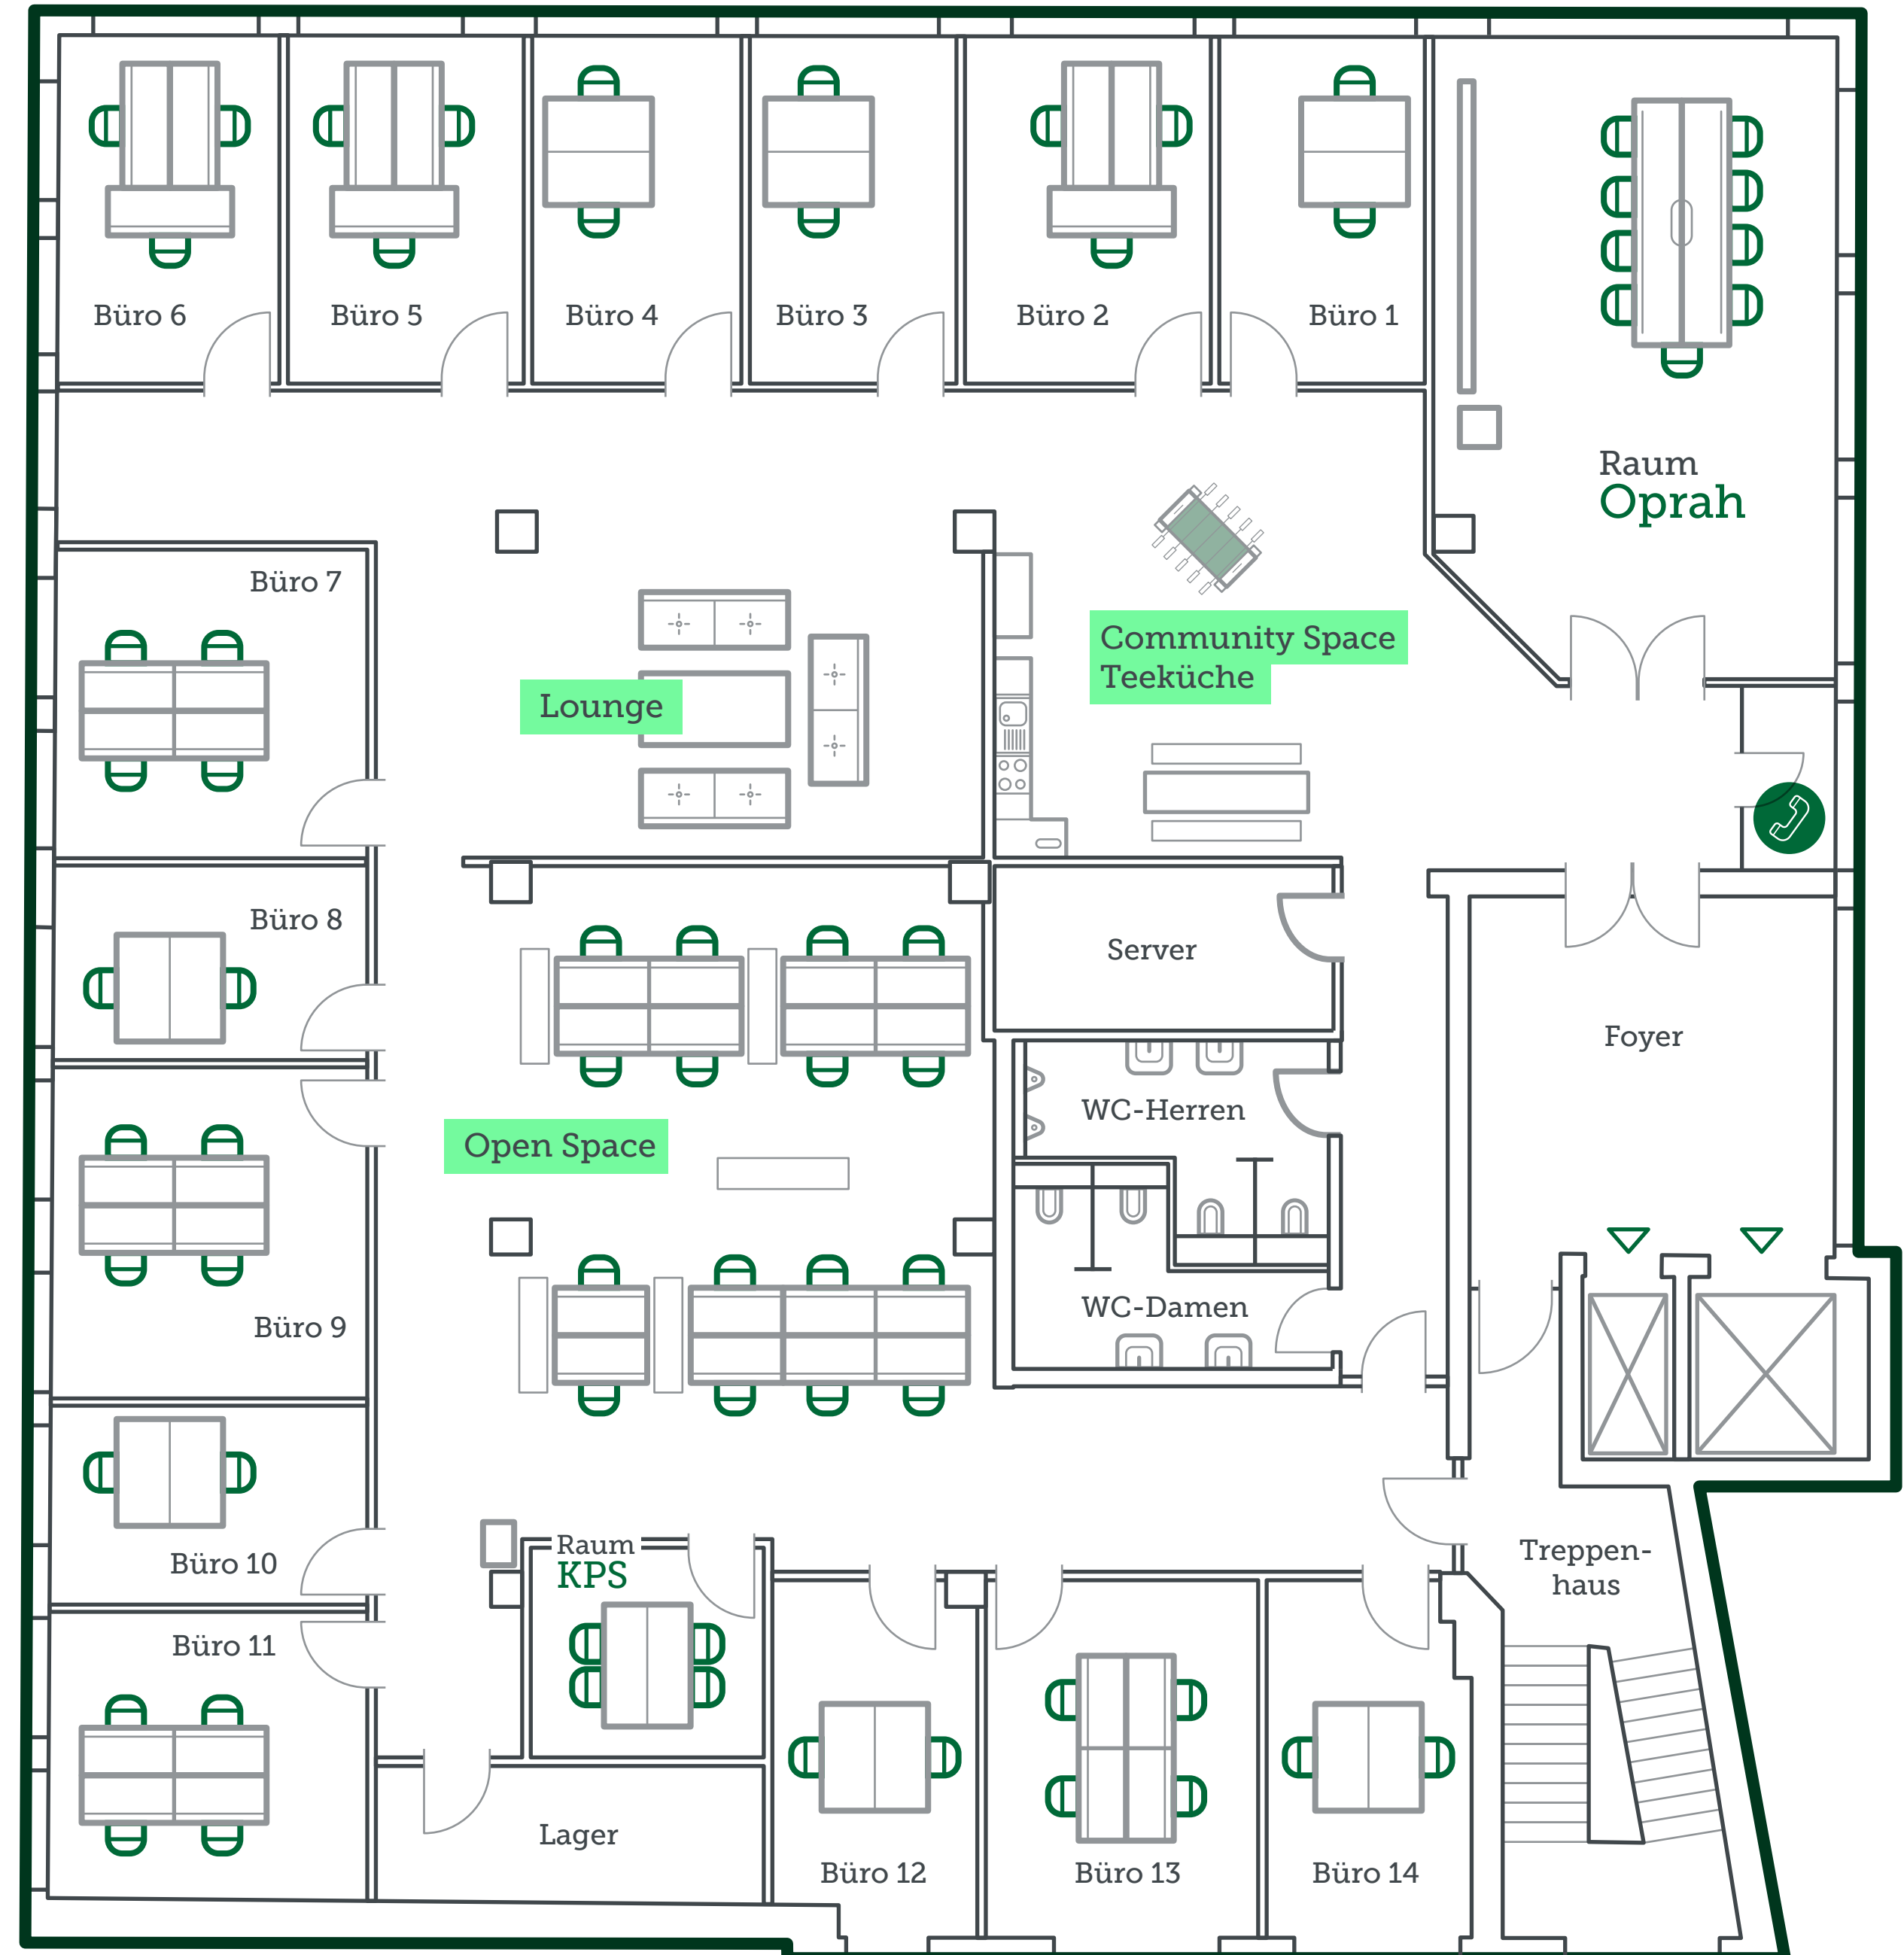 Büro 6
Büro 5
Büro 4
Büro 3
Büro 2
Büro 1
Raum
Oprah
Büro 7
Community Space
Teeküche
Lounge
Büro 8
Server
Foyer
WC-Herren
Open Space
WC-Damen
Büro 9
Büro 10
Raum
KPS
Treppen-
haus
Büro 11
Lager
Büro 12
Büro 13
Büro 14